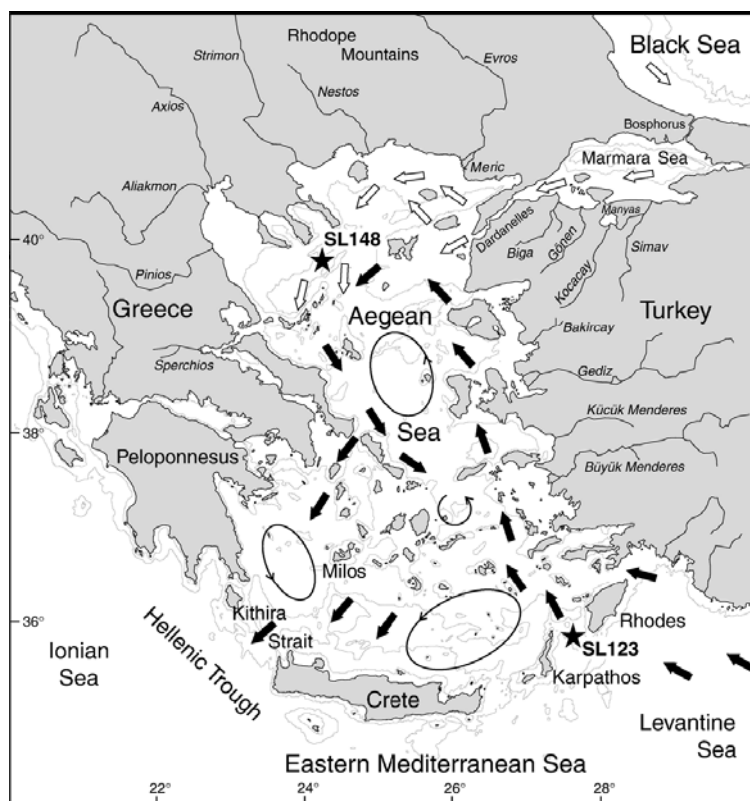 Rhodope
Mountains
Black Sea
Strimon
Evros
Nestos
Axios
Bosphorus
Marmara Sea
Meric
Aliakmon
Manyas
Dardanelles
40°
SL148
Biga
Gönen
Simav
Kocacay
Pinios
Greece
Turkey
Aegean
Bakircay
Sperchios
Gediz
Kücük Menderes
38°
Sea
Peloponnesus
Büyük Menderes
Milos
Kithira
Rhodes
36°
Strait
SL123
Ionian
Sea
Hellenic Trough
Karpathos
Crete
Levantine
Sea
Eastern Mediterranean Sea
22°
24°
26°
28°